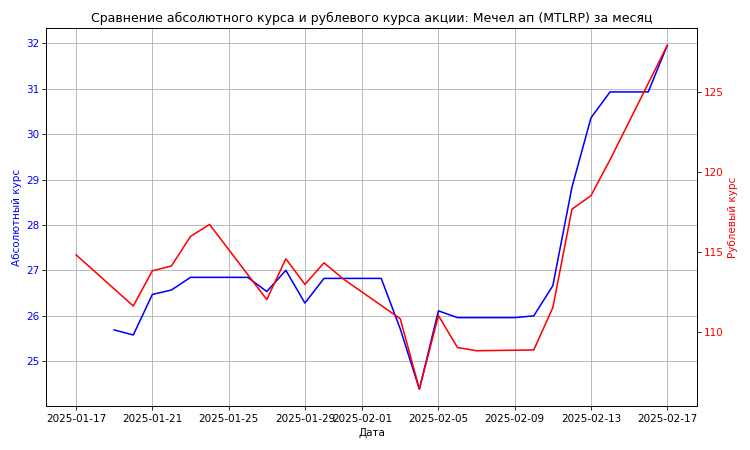 Сравнение абсолютного курса и рублевого курса акции: Мечел ап (MTLRP) за месяц
Абсолютный курс
32
31
30
29
28
27
26
25
125
120
115
110
Рублевый курс
2025-01-17 2025-01-21 2025-01-25 2025-01-29 2025-02-01 2025-02-05 2025-02-09 2025-02-13 2025-02-17
Дата